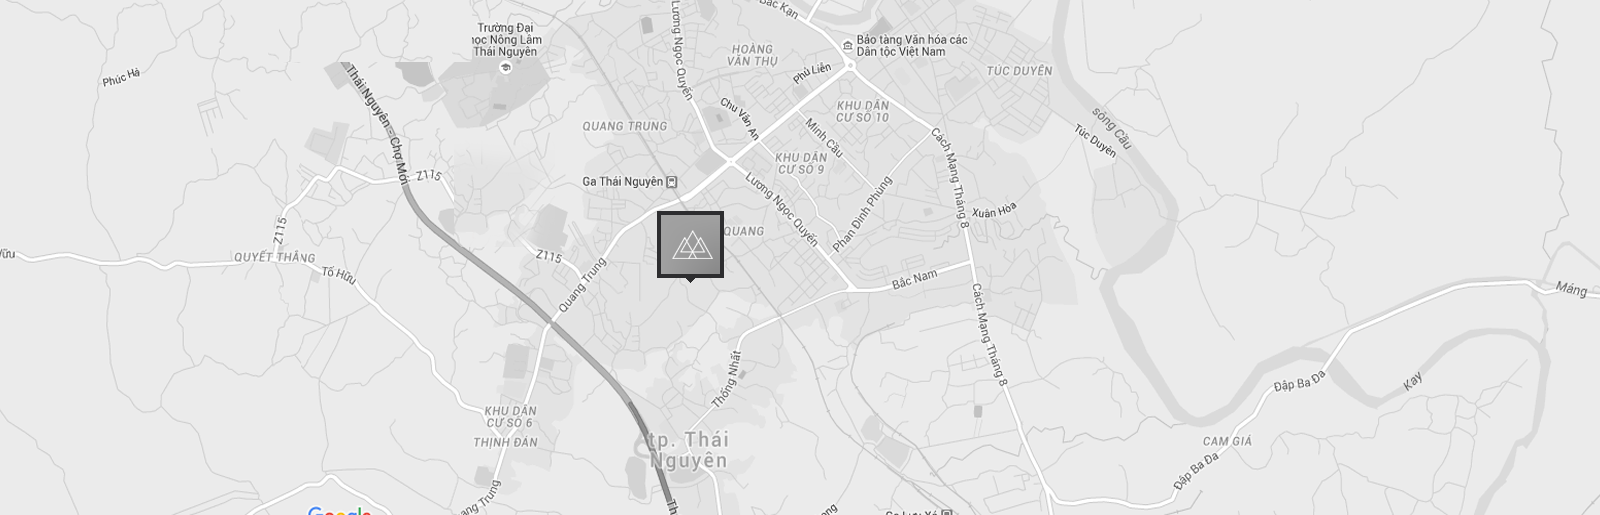 Bắc Kạn
Trường Đại
học Nông Lâm
Thái Nguyên
Lương Ngọc Quyến
HOÀNG
VĂN THỤ
Bảo tàng Văn hóa các
Dân tộc Việt Nam
Phủ Liễn
TÚC DUYÊN
Phúc Hà
Thái Nguyên - Chợ Mới
Chu Văn An
KHU DÂN
CƯ SỐ 10
sông Cầu
QUANG TRUNG
Minh Cầu
Túc Duyên
KHU DÂN
CƯ SỐ 9
Cách Mạng Tháng 8
Z115
Ga Thái Nguyên
Lương Ngọc Quyến
Phan Đình Phùng
Xuân Hòa
Z115
QUANG
QUYẾT THẮNG
Z115
Tố Hữu
Quang Trung
Bắc Nam
Máng
Cách Mạng Tháng 8
Thống Nhất
Đập Ba Đa
Kay
KHU DÂN
CƯ SỐ 6
THỊNH ĐÁN
tp. Thái
Nguyên
CAM GIÁ
Đập Ba Đa
Google